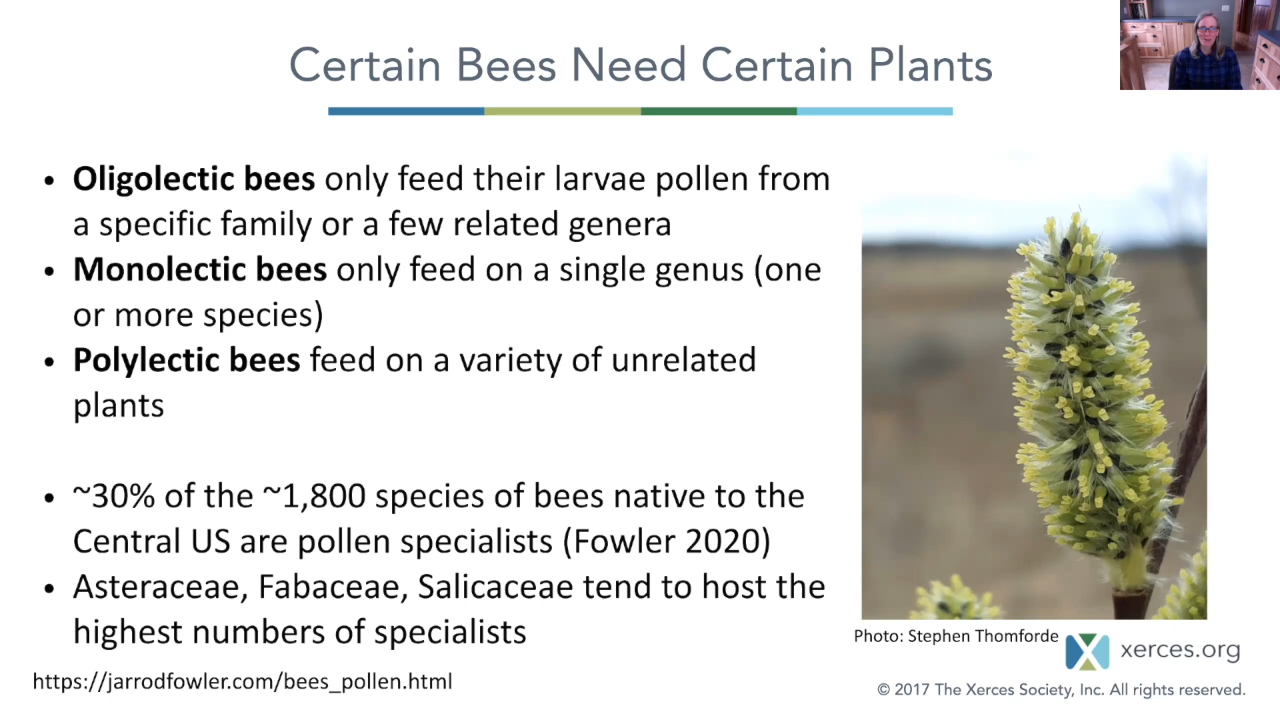 Certain Bees Need Certain Plants
• Oligolectic bees only feed their larvae pollen from
a specific family or a few related genera
• Monolectic bees only feed on a single genus (one
or more species)
• Polylectic bees feed on a variety of unrelated
plants
• ~30% of the ~1,800 species of bees native to the
Central US are pollen specialists (Fowler 2020)
• Asteraceae, Fabaceae, Salicaceae tend to host the
highest numbers of specialists
https://jarrodfowler.com/bees_pollen.html
Photo: Stephen Thomforde
xerces.org
© 2017 The Xerces Society, Inc. All rights reserved.